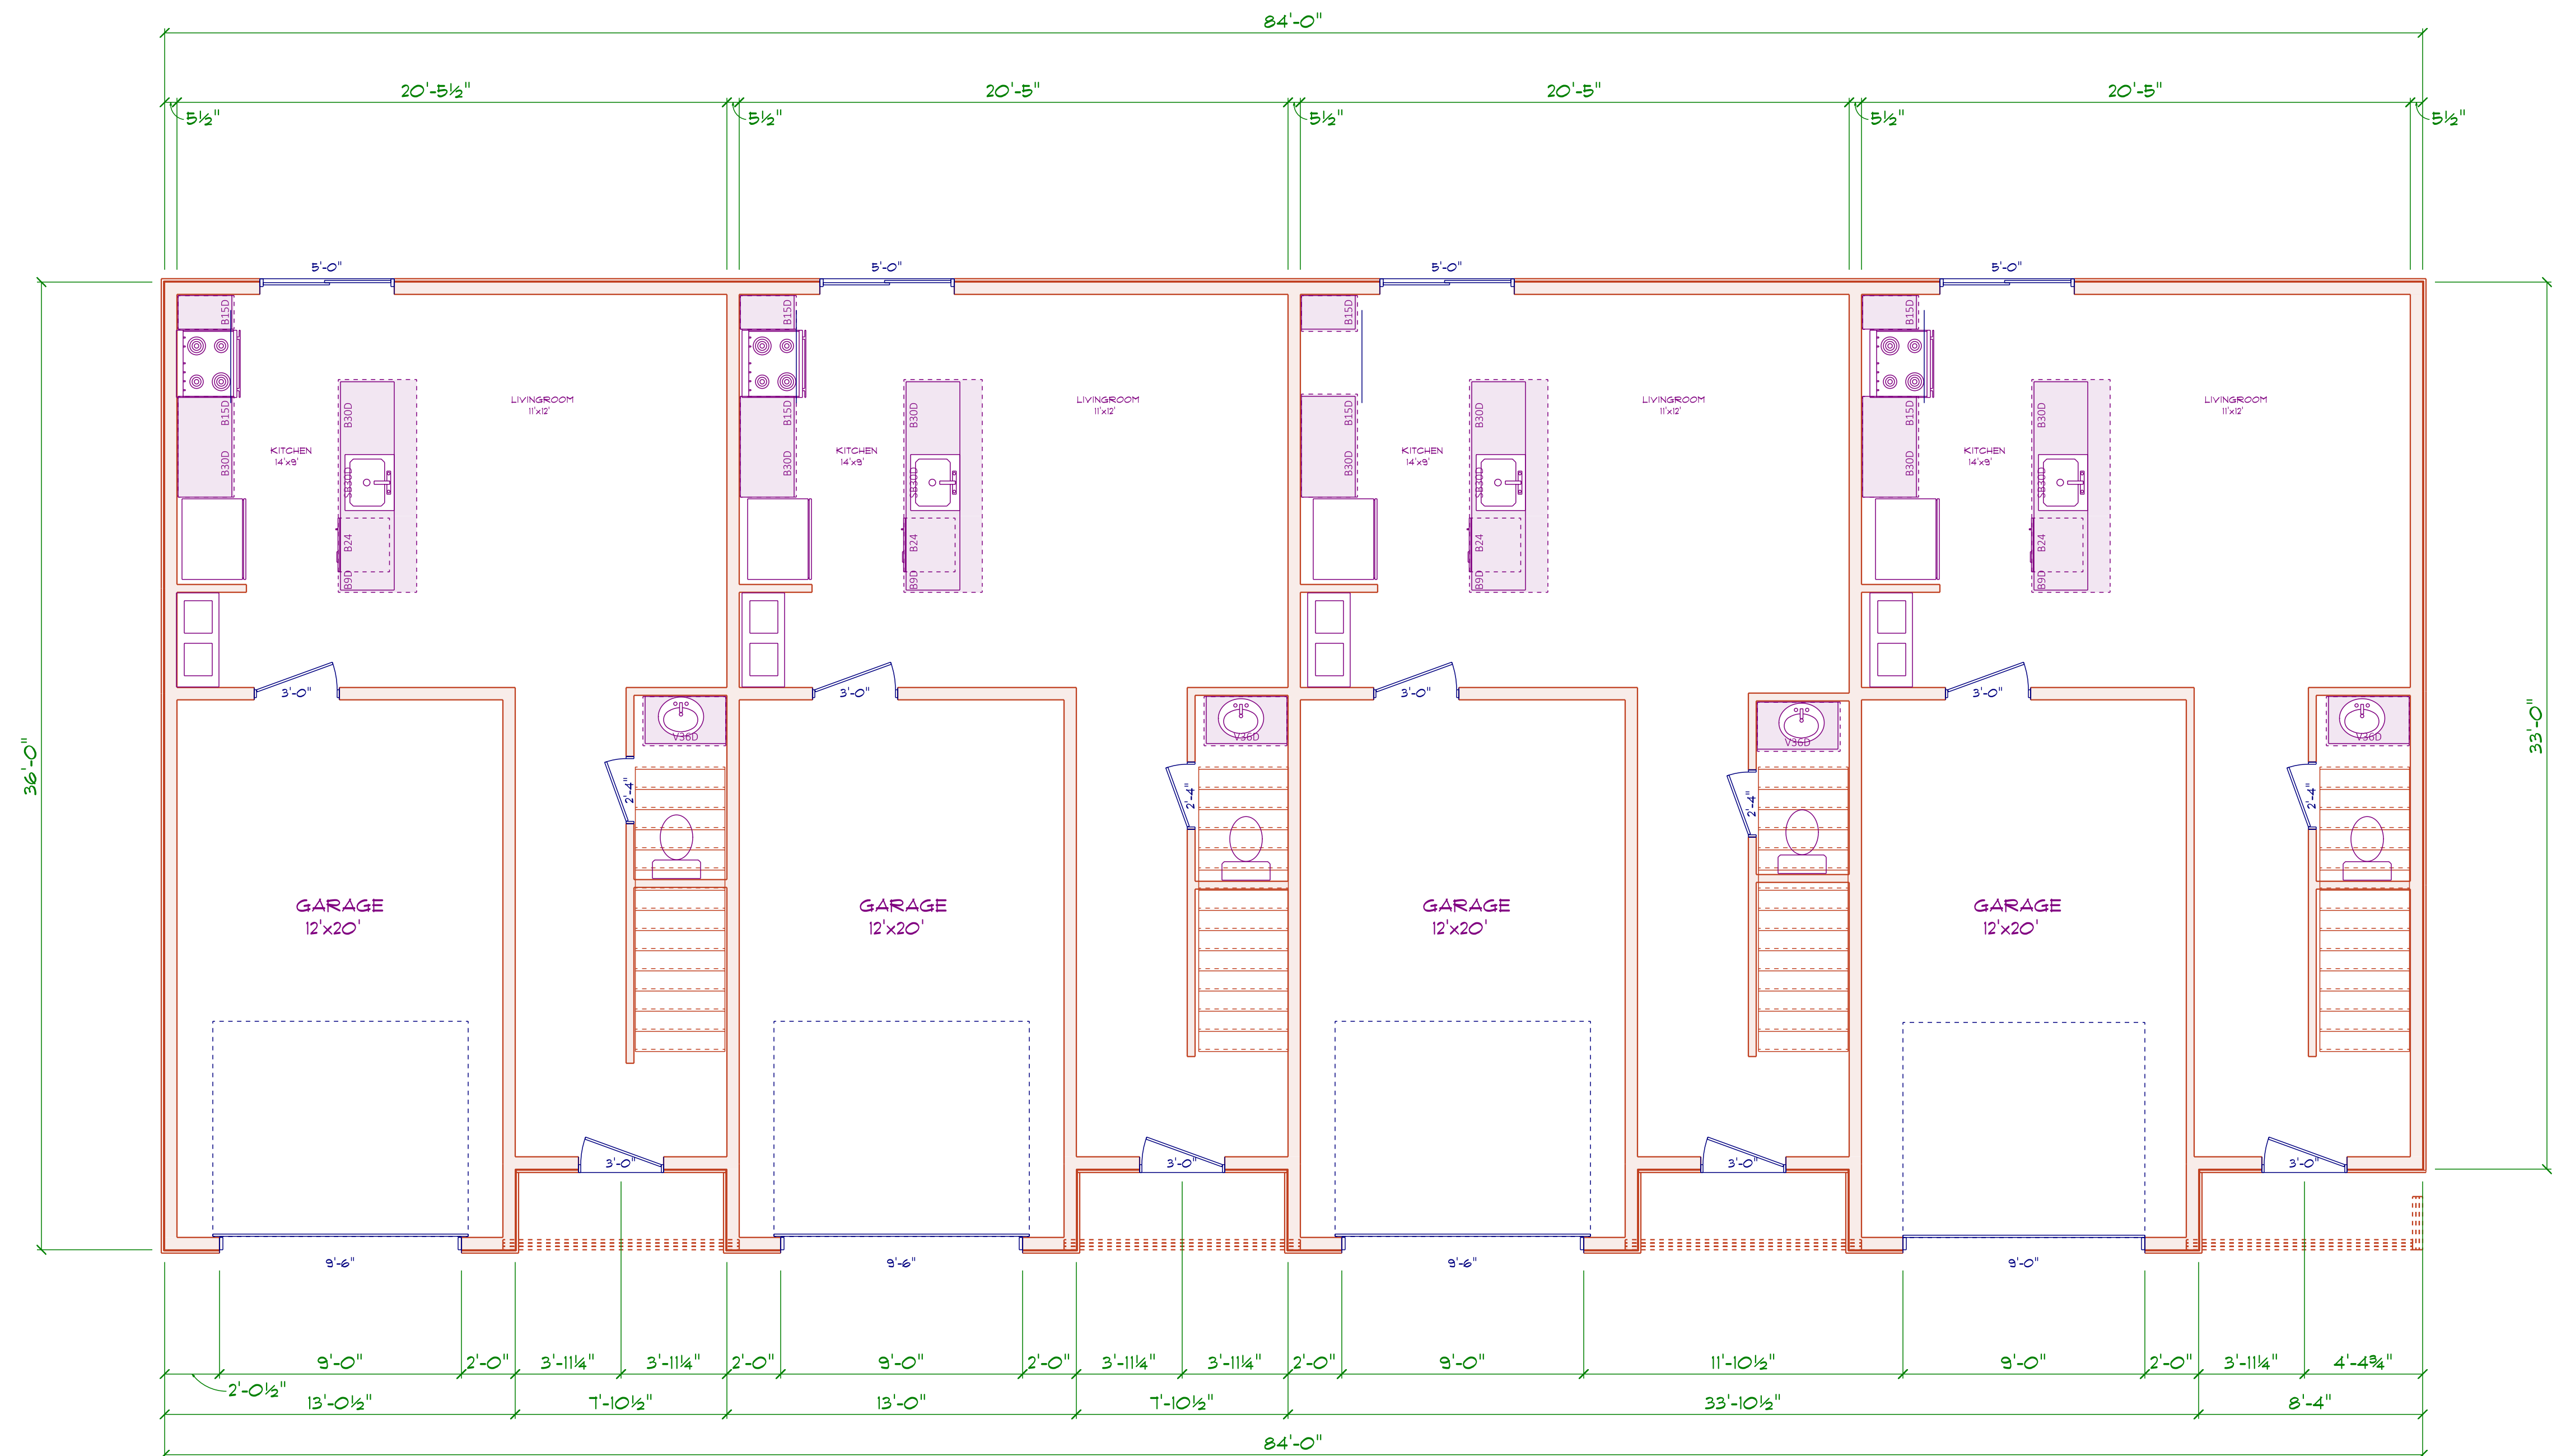 84'-0"
20'-5½" 20'-5" 20'-5" 20'-5"
5½" 5½" 5½" 5½" 5½"
5'-0" 5'-0" 5'-0" 5'-0"
36'-0"
33'-0"
B15D B15D B15D B15D
LIVINGROOM LIVINGROOM LIVINGROOM LIVINGROOM
11'x12' 11'x12' 11'x12' 11'x12'
B15D B30D B15D B30D B15D B30D B15D B30D
KITCHEN KITCHEN KITCHEN KITCHEN
14'x9' 14'x9' 14'x9' 14'x9'
B30D B30D B30D B30D
SB30D SB30D SB30D SB30D
B24 B24 B24 B24
B9D B9D B9D B9D
3'-0" 3'-0" 3'-0" 3'-0"
V36D V36D V36D V36D
2'-4" 2'-4" 2'-4" 2'-4"
GARAGE GARAGE GARAGE GARAGE
12'x20' 12'x20' 12'x20' 12'x20'
3'-0" 3'-0" 3'-0" 3'-0"
9'-6" 9'-6" 9'-6" 9'-0"
9'-0" 2'-0" 3'-11¼" 3'-11¼" 2'-0" 9'-0" 2'-0" 3'-11¼" 3'-11¼" 2'-0" 9'-0" 11'-10½" 9'-0" 2'-0" 3'-11¼" 4'-4¾"
2'-0½"
13'-0½" 7'-10½" 13'-0" 7'-10½" 33'-10½" 8'-4"
84'-0"